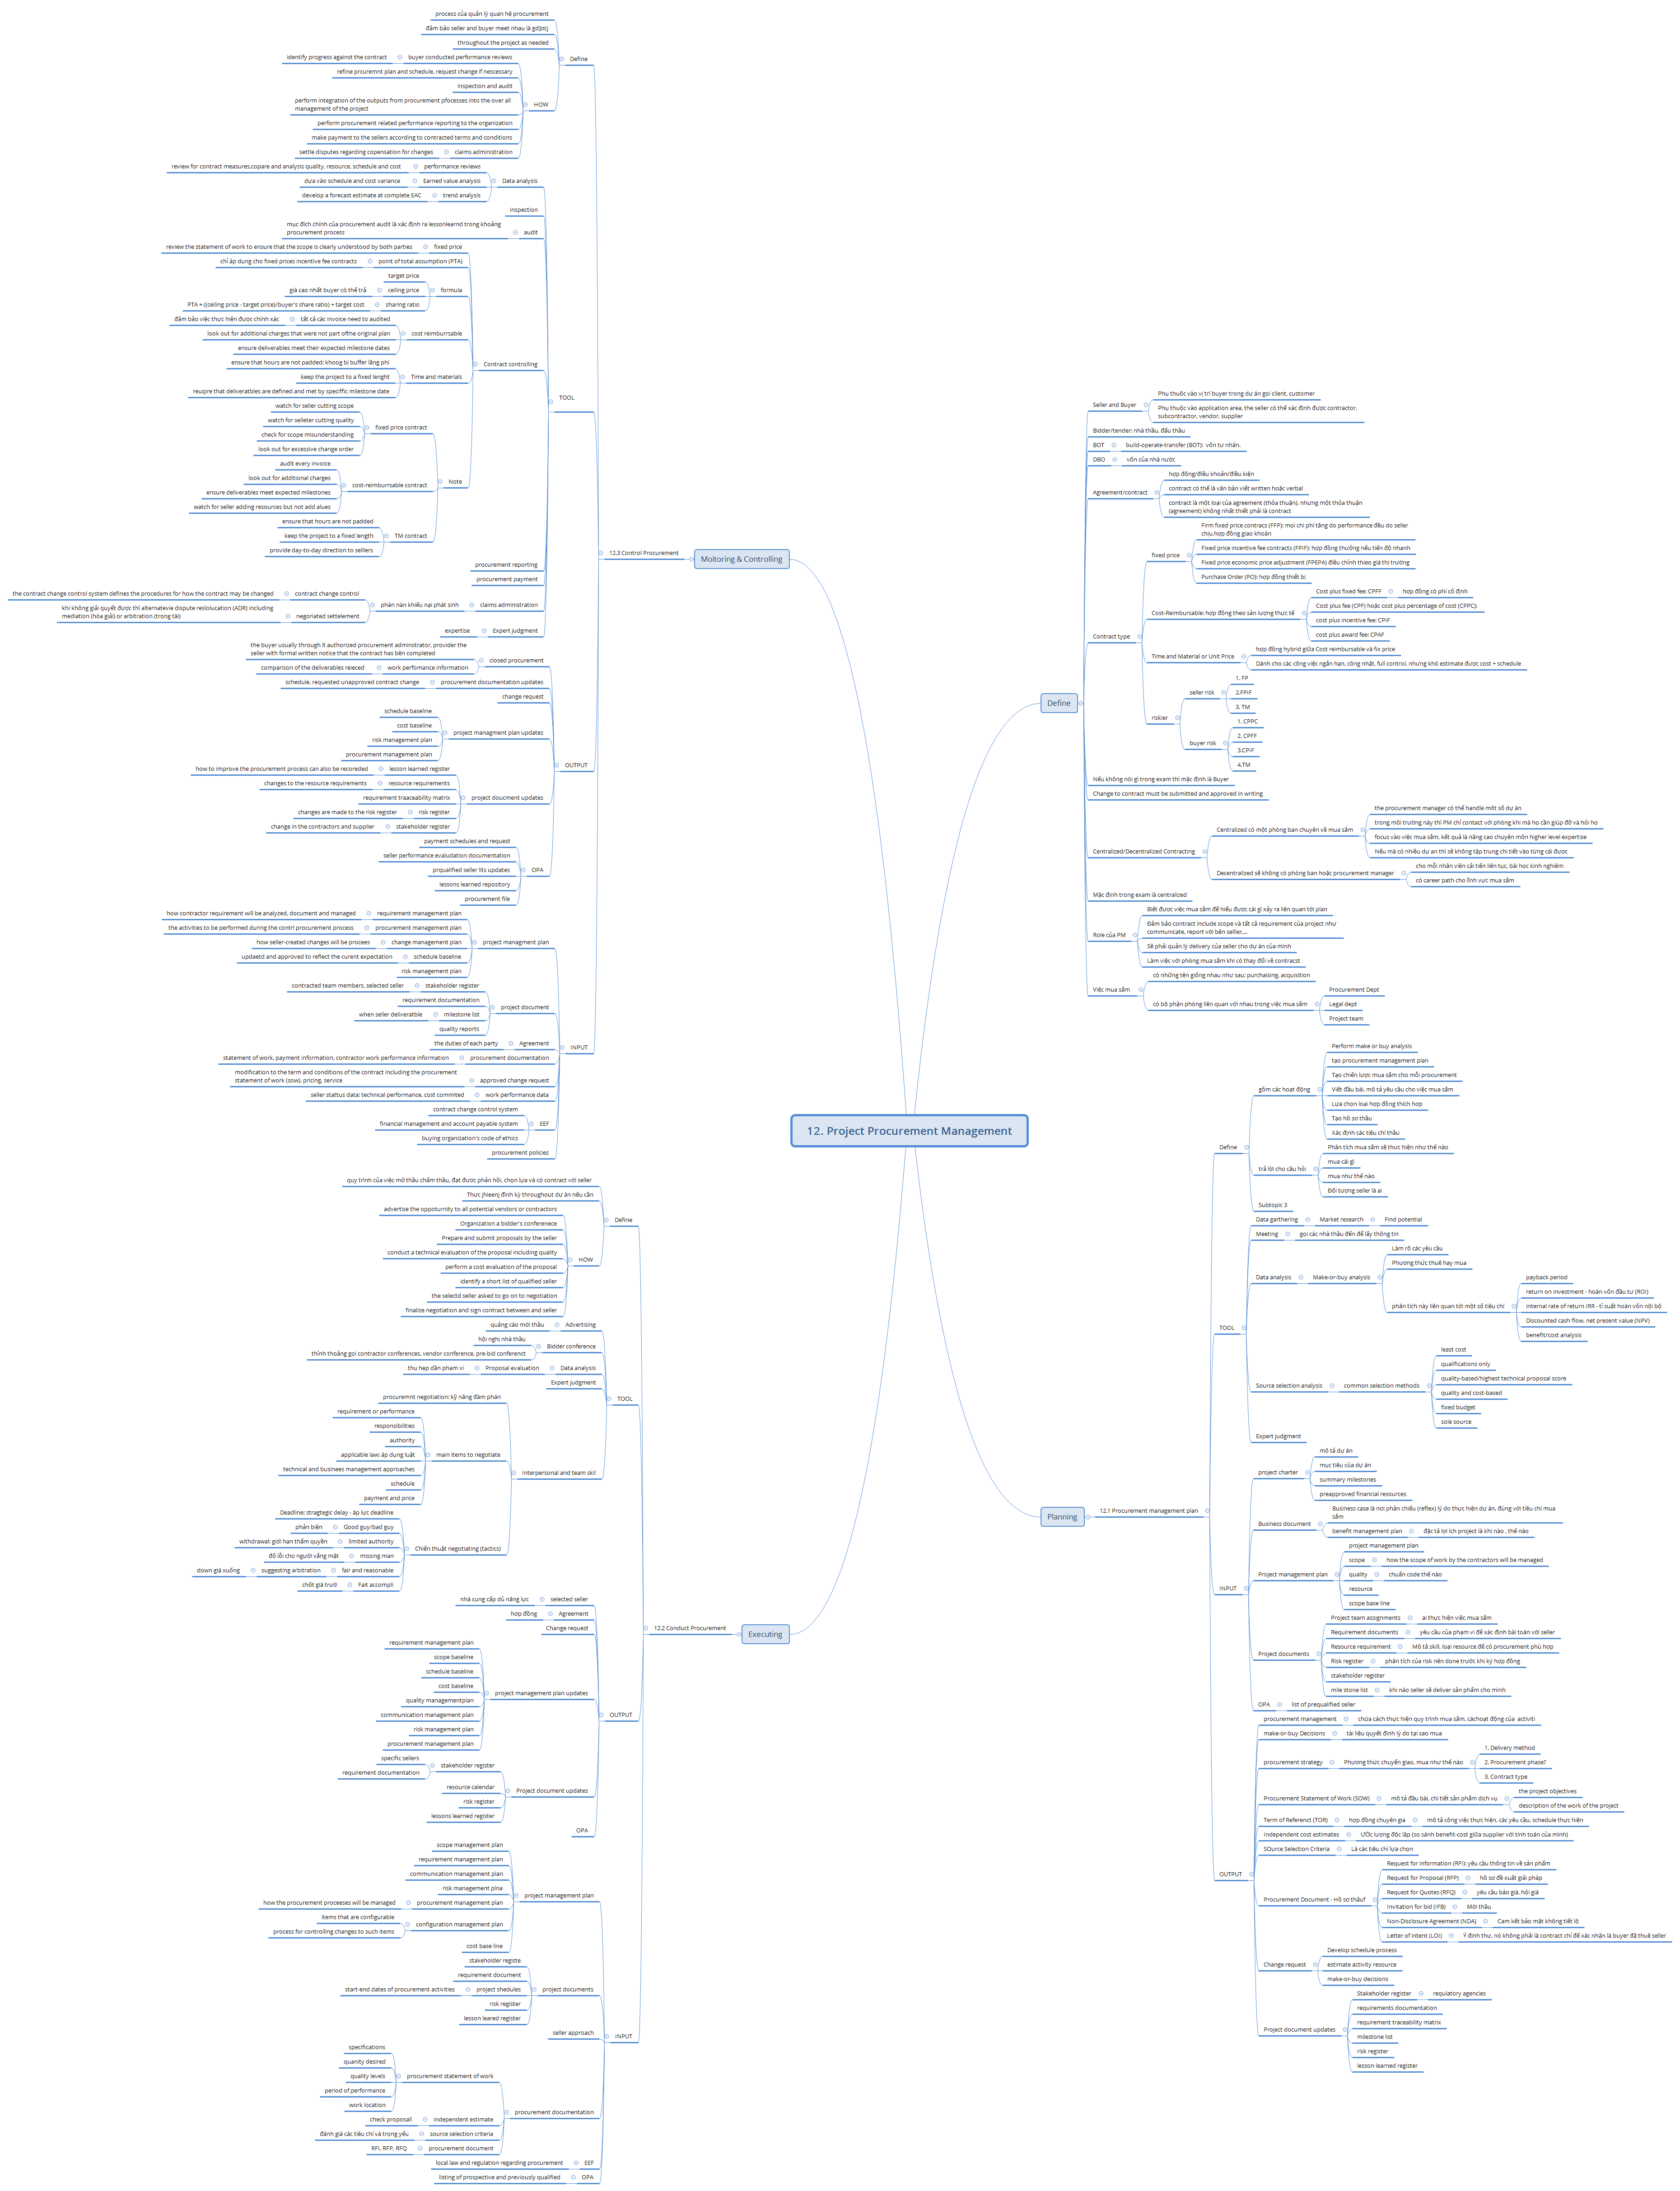 12. Project Procurement Management
Define
Seller and Buyer
Phụ thuộc vào vị trí buyer trong dự án gọi client, customer
Phụ thuộc vào application area, the seller có thể xác định được contractor,
subcontractor, vendor. supplier
Bidder/tender: nhà thầu, đấu thầu
BOT
build-operate-transfer (BOT): vốn tư nhân.
DBO
vốn của nhà nước
Agreement/contract
hợp đồng/điều khoản/điều kiện
contract có thể là văn bản viết written hoặc verbal
contract là một loại của agreement (thỏa thuận), nhưng một thỏa thuận
(agreement) không nhất thiết phải là contract
Contract type
fixed price
Firm fixed price contracs (FFP): mọi chi phí tăng do performance đều do seller
chịu.hợp đồng giao khoán
Fixed price incentive fee contracts (FPIF): hợp đồng thưởng nếu tiến độ nhanh
Fixed price economic price adjustment (FPEPA) điều chỉnh thieo giá thị trường
Purchase Order (PO): hợp đồng thiết bị
Cost-Reimbursable: hợp đồng theo sản lượng thực tế
Cost plus fixed fee: CPFF
hợp đồng có phí cố định
Cost plus fee (CPF) hoặc cost plus percentage of cost (CPPC):
cost plus incentive fee: CPIF
cost plus award fee: CPAF
Time and Material or Unit Price
hợp đồng hybrid giữa Cost reimbursable và fix price
Dành cho các công việc ngắn hạn, công nhật, full control, nhưng khó estimate được cost + schedule
riskier
seller risk
1. FP
2.FPIF
3. TM
buyer risk
1. CPPC
2. CPFF
3.CPIF
4.TM
Nếu không nói gì trong exam thì mặc định là Buyer
Change to contract must be submitted and approved in writing
Centralized/Decentralized Contracting
Centralized có một phòng ban chuyên về mua sắm
the procurement manager có thể handle một số dự án
trong môi trường này thì PM chỉ contact với phòng khi mà họ cần giúp đỡ và hỏi họ
focus vào việc mua sắm, kết quả là nâng cao chuyên môn higher level expertise
Nếu mà có nhiều dự an thì sẽ không tập trung chi tiết vào từng cái được
Decentralized sẽ không có phòng ban hoặc procurement manager
cho mỗi nhân viên cải tiến liên tục, bài học kinh nghiệm
có career path cho lĩnh vực mua sắm
Mặc định trong exam là centralized
Role của PM
Biết được việc mua sắm để hiểu được cái gì xảy ra liên quan tới plan
Đảm bảo contract include scope và tất cả requirement của project như
communicate, report với bên seller....
Sẽ phải quản lý delivery của seller cho dự án của mình
Làm việc với phòng mua sắm khi có thay đổi về contracst
Việc mua sắm
có những tên giống nhau như sau: purchaising, acquisition
có bộ phận phòng liên quan với nhau trong việc mua sắm
Procurement Dept
Legal dept
Project team
Planning
12.1 Procurement management plan
Define
gồm các hoạt động
Perform make or buy analysis
tạo procurement management plan
Tạo chiến lược mua sắm cho mỗi procurement
Viết đầu bài, mô tả yêu cầu cho việc mua sắm
Lựa chọn loại hợp đồng thích hợp
Tạo hồ sơ thầu
Xác định các tiêu chí thầu
trả lời cho câu hỏi
Phân tích mua sắm sẽ thực hiện như thế nào
mua cái gì
mua như thế nào
Đối tượng seller là ai
Subtopic 3
TOOL
Data garthering
Market research
Find potential
Meeting
gọi các nhà thầu đến để lấy thông tin
Data analysis
Make-or-buy analysis
Làm rõ các yêu cầu
Phương thức thuê hay mua
phân tích này liên quan tới một số tiêu chí
payback period
return on investment - hoàn vốn đầu tư (ROI)
internal rate of return IRR - tỉ suất hoàn vốn nội bộ
Discounted cash flow, net present value (NPV)
benefit/cost analysis
Source selection analysis
common selection methods
least cost
qualifications only
quality-based/highest technical proposal score
quality and cost-based
fixed budget
sole source
Expert judgment
INPUT
project charter
mô tả dự án
mục tiêu của dự án
summary milestones
preapproved financial resources
Business document
Business case là nơi phản chiếu (reflex) lý do thực hiện dự án, đúng với tiêu chí mua
sắm
benefit management plan
đặc tả lợi ích project là khi nào , thế nào
Project management plan
project management plan
scope
how the scope of work by the contractors will be managed
quality
chuẩn code thế nào
resource
scope base line
Project documents
Project team assignments
ai thực hiện việc mua sắm
Requirement documents
yêu cầu của phạm vi để xác định bài toán với seller
Resource requirement
Mô tả skill, loại resource để có procurement phù hợp
Risk register
phân tích của risk nên done trước khi ký hợp đồng
stakeholder register
mile stone list
khi nào seller sẽ deliver sản phẩm cho mình
OPA
list of prequalified seller
OUTPUT
procurement management
chứa cách thực hiện quy trình mua sắm, cáchoạt động của activiti
make-or-buy Decisions
tài liệu quyết định lý do tại sao mua
procurement strategy
Phương thức chuyển giao, mua như thế nào
1. Delivery method
2. Procurement phase?
3. Contract type
Procurement Statement of Work (SOW)
mô tả đầu bài, chi tiết sản phẩm dịch vụ
the project objectives
description of the work of the project
Term of Referenct (TOR)
hợp đồng chuyên gia
mô tả công việc thực hiện, các yêu cầu, schedule thực hiện
Independent cost estimates
Ước lượng độc lập (so sánh benefit-cost giữa supplier với tính toán của mình)
SOurce Selection Criteria
Là các tiêu chí lựa chọn
Procurement Document - Hồ sơ thầuf
Request for information (RFI): yêu cầu thông tin về sản phẩm
Request for Proposal (RFP)
hồ sơ đề xuất giải pháp
Request for Quotes (RFQ)
yêu cầu báo giá, hỏi giá
Invitation for bid (IFB)
Mời thầu
Non-Disclosure Agreement (NDA)
Cam kết bảo mật không tiết lộ
Letter of intent (LOI)
Ý định thư, nó không phải là contract chỉ để xác nhận là buyer đã thuê seller
Change request
Develop schedule process
estimate activity resource
make-or-buy decisions
Project document updates
Stakeholder register
requlatory agencies
requirements documentation
requirement traceability matrix
milestone list
risk register
lesson learned register
Moitoring & Controlling
12.3 Control Procurement
Define
process của quản lý quan hệ procurement
đảm bảo seller and buyer meet nhau là
throughout the project as needed
HOW
buyer conducted performance reviews
identify progress against the contract
refine prcuremnt plan and schedule, request change if nescessary
inspection and audit
perform integration of the outputs from procurement pfocesses into the over all
management of the project
perform procurement related performance reporting to the organization
make payment to the sellers according to contracted terms and conditions
claims administration
settle disputes regarding copensation for changes
TOOL
Data analysis
performance reviews
review for contract measures,copare and analysis quality, resource, schedule and cost
Earned value analysis
dựa vào schedule and cost variance
trend analysis
develop a forecast estimate at complete EAC
inspection
audit
mục đích chính của procurement audit là xác định ra lessonlearnd trong khoảng
procurement process
Contract controlling
fixed price
review the statement of work to ensure that the scope is clearly understood by both parties
point of total assumption (PTA)
chỉ áp dụng cho fixed prices incentive fee contracts
formula
target price
ceiling price
giá cao nhất buyer có thể trả
sharing ratio
PTA = ((ceiling price - target price)/buyer's share ratio) + target cost
cost reimburrsable
tất cả các invoice need to audited
đảm bảo việc thực hiện được chính xác
look out for additional charges that were not part ofthe original plan
ensure deliverables meet their expected milestone dates
Time and materials
ensure that hours are not padded: khoog bị buffer lãng phí
keep the project to a fixed lenght
reuqire that deliveratbles are defined and met by speciffic milestone date
Note
fixed price contract
watch for seller cutting scope
watch for selleter cutting quality
check for scope misunderstanding
look out for excessive change order
cost-reimburrsable contract
audit every invoice
look out for additional charges
ensure deliverables meet expected milestones
watch for seller adding resources but not add alues
TM contract
ensure that hours are not padded
keep the project to a fixed length
provide day-to-day direction to selllers
procurement reporting
procurement payment
claims administration
phàn nàn khiếu nại phát sinh
contract change control
the contract change control system defines the procedures for how the contract may be changed
negoriated settelement
khi không giải quyết được thì alternatevie dispute reslolucation (ADR) including
mediation (hòa giải) or arbitration (trọng tài)
Expert judgment
expertise
OUTPUT
closed procurement
the buyer usually through it authorized procurement adminstrator, provider the
seller with formal written notice that the contract has bên completed
work perfomance information
comparison of the deliverables reieced
procurement documentation updates
schedule, requested unapproved contract change
change request
project managment plan updates
schedule baseline
cost baseline
risk management plan
procurement management plan
project doucment updates
lesson learned register
how to improve the procurement process can also be recoreded
resource requirements
changes to the resource requirements
requirement traaceability matrix
risk register
changes are made to the risk register
stakeholder register
change in the contractors and supplier
OPA
payment schedules and request
seller performance evaludation documentation
prqualified seller lits updates
lessons learned repository
procurement file
INPUT
project managment plan
requirement management plan
how contractor requirement will be analyzed, document and managed
procurement management plan
the activities to be performed during the contrl procurement process
change management plan
how seller-created changes will be procees
schedule baseline
updaetd and approved to reflect the curent expectation
risk management plan
project document
stakeholder register
contracted team members, selected seller
requirement documentation
milestone list
when seller deliveratble
quality reports
Agreement
the duties of each party
procurement documentation
statement of work, payment information, contractor work performance information
approved change request
modification to the term and conditions of the contract including the procurement
statement of work (sow), pricing, service
work performance data
seller stattus data: technical performance, cost commited
EEF
contract change control system
financial management and account payable system
buying organization's code of ethics
procurement policies
Executing
12.2 Conduct Procurement
Define
quy trình của việc mở thầu chấm thầu, đạt được phản hồi, chọn lựa và có contract với seller
Thưc jhieenj định kỳ throughout dự án nếu cần
HOW
advertise the oppoturnity to all potential vendors or contractors
Organization a bidder's conferenece
Prepare and submit proposals by the seller
conduct a technical evaluation of the proposal including quality
perform a cost evaluation of the proposal
identify a short list of qualified seller
the selectd seller asked to go on to negotiation
finalize negotiation and sign contract between and seller
TOOL
Advertising
quảng cáo mời thầu
Bidder conference
hội nghị nhà thầu
thỉnh thoảng gọi contractor conferences, vendor conference, pre-bid conferenct
Data analysis
Proposal evaluation
thu hẹp dần phạm vi
Expert judgment
Interpersonal and team skil
procuremnt negotiation: kỹ năng đàm phán
main items to negotiate
requirement or performance
responsibilities
authority
applicable law: áp dụng luật
technical and businees management approaches
schedule
payment and price
Chiến thuật negotiating (tactics)
Deadline; stragtegic delay - áp lực deadline
Good guy/bad guy
phản biện
limited authority
withdrawal: giới hạn thẩm quyền
missing man
đổ lỗi cho người vắng mặt
fair and reasonable
suggesting arbitration
down giá xuống
Fait accompli
chốt giá trướ
OUTPUT
selected seller
nhà cung cấp đủ năng lực
Agreement
hợp đồng
Change request
project management plan updates
requirement management plan
scope baseline
schedule baseline
cost baseline
quality managementplan
communication management plan
risk management plan
procurement management plan
Project document updates
stakeholder register
specific sellers
requirement documentation
resource calendar
risk register
lessons learned register
OPA
INPUT
project management plan
scope management plan
requirement management plan
communication management plan
risk management plna
procurement management plan
how the procurement proceeses will be managed
configuration management plan
items that are configurable
process for controlling changes to such items
cost base line
project documents
stakeholder registe
requirement document
project shedules
start-end dates of procurement activities
risk register
lesson leared register
seller approach
procurement documentation
procurement statement of work
specifications
quanity desired
quality levels
period of performance
work location
independent estimate
check proposall
source selection criteria
đánh giá các tiêu chí và trọng yếu
procurement document
RFI, RFP, RFQ
EEF
local law and regulation regarding procurement
OPA
listing of prospective and previously qualified